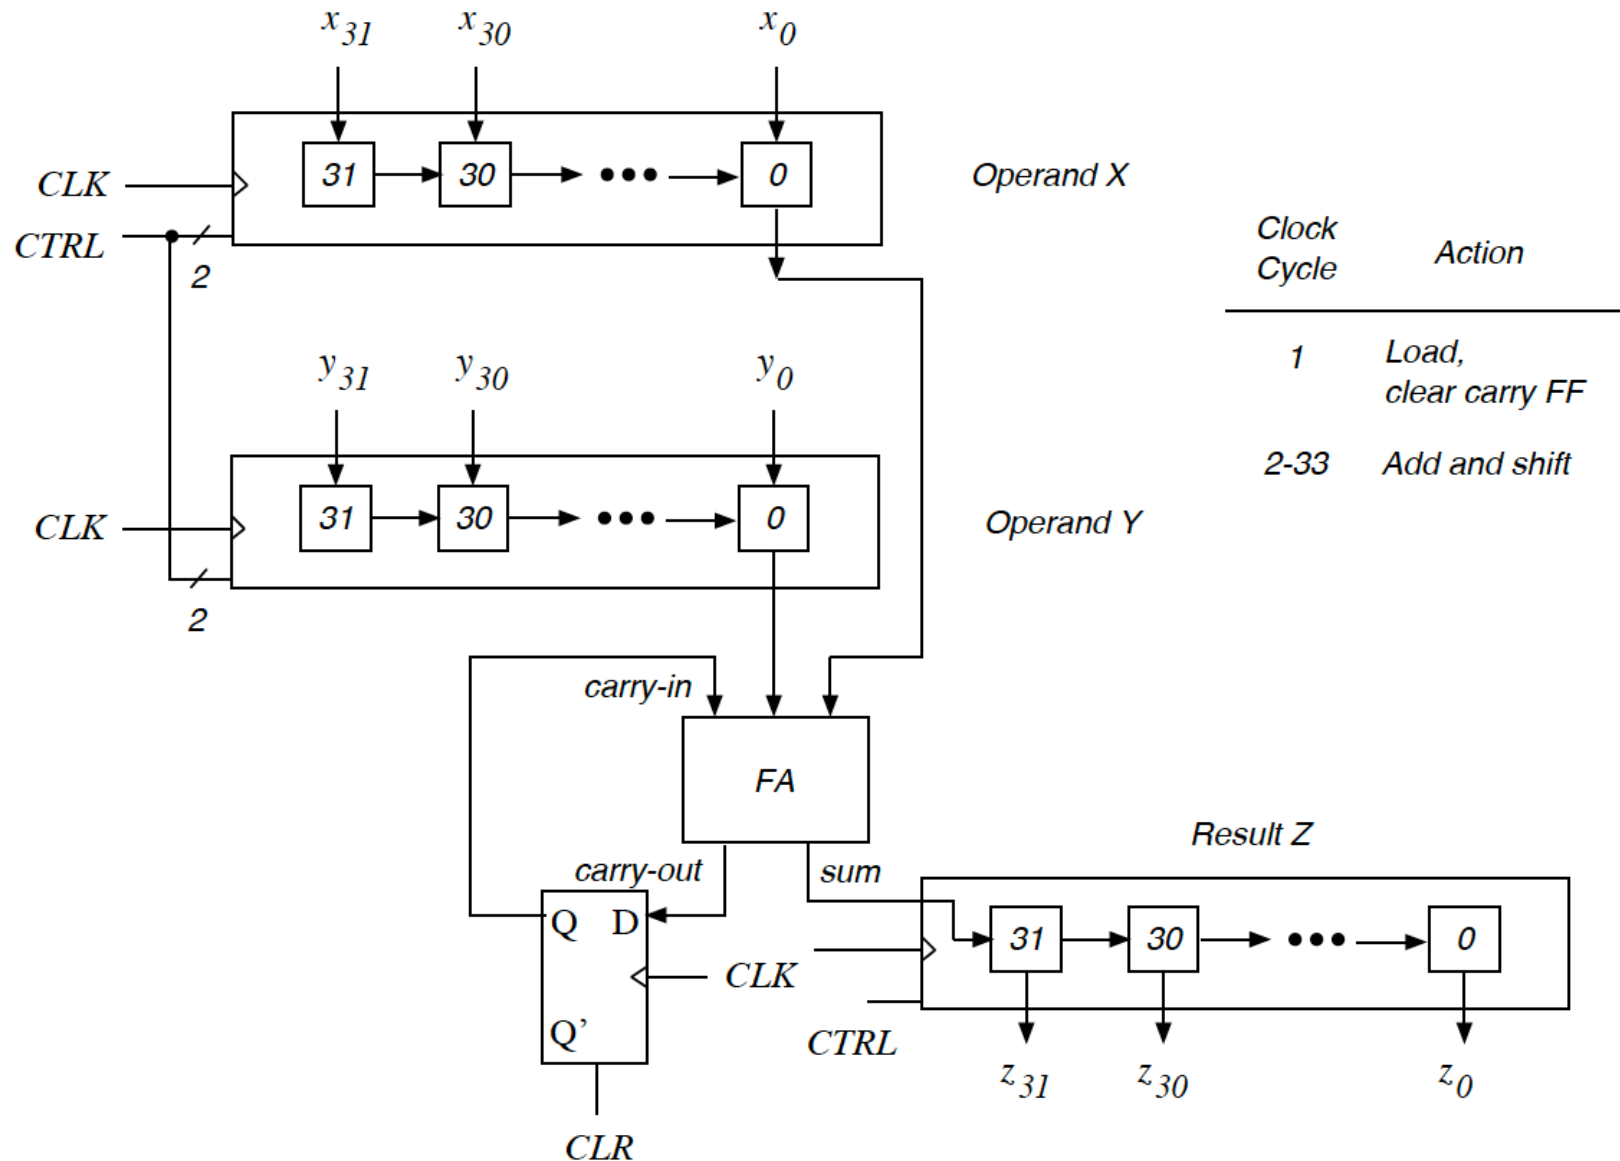 x31 x30 x0
31 30 ••• 0
CLK
Operand X
CTRL
2
Clock Cycle Action
1 Load,
clear carry FF
2-33 Add and shift
y31 y30 y0
31 30 ••• 0
CLK
Operand Y
2
carry-in
FA
Result Z
carry-out
sum
Q D
31 30 ••• 0
CLK
Q’
CTRL
z31 z30 z0
CLR